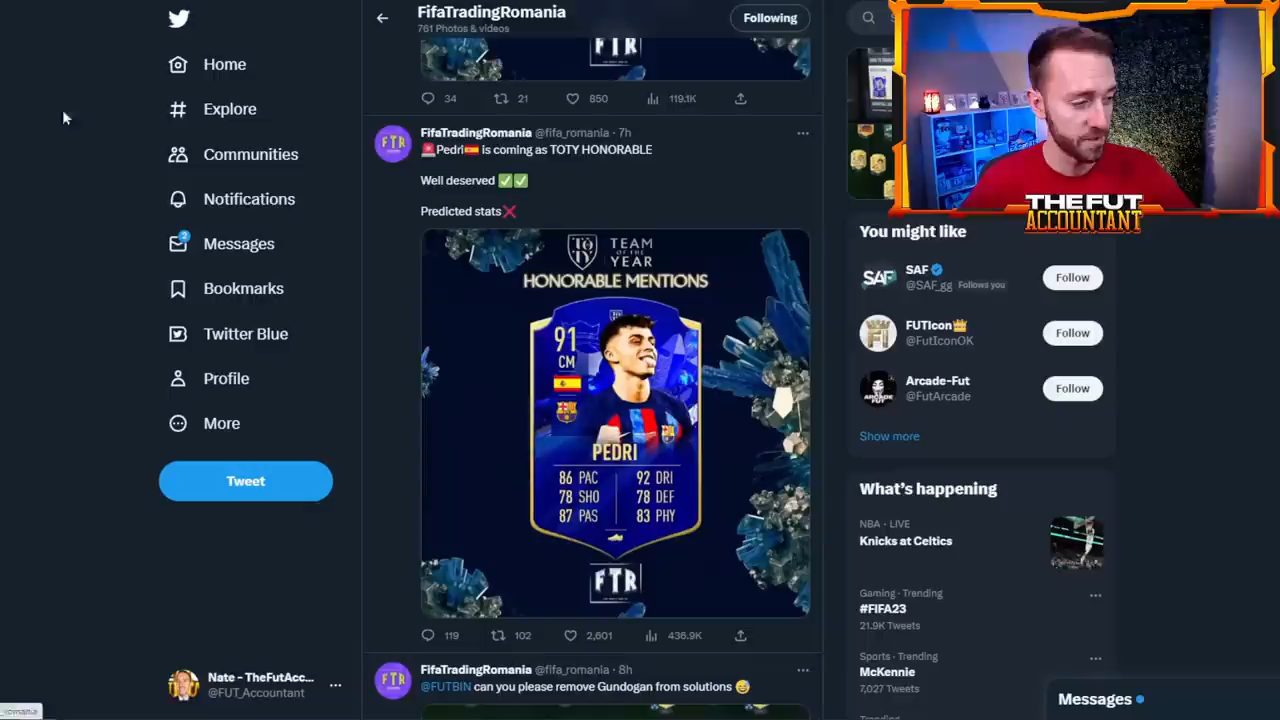 FifaTradingRomania
761 Photos & videos
Following
FTR
34
21
850
119.1K
Home
Explore
Communities
Notifications
2
Messages
Bookmarks
Twitter Blue
Profile
More
Tweet
Nate - TheFutAcc...
@FUT_Accountant
FTR
FifaTradingRomania @fifa_romania · 7h
🚨Pedri🇪🇸 is coming as TOTY HONORABLE
Well deserved ✅✅
Predicted stats❌
TEAM
OF THE
YEAR
HONORABLE MENTIONS
91
CM
PEDRI
86 PAC 92 DRI
78 SHO 78 DEF
87 PAS 83 PHY
FTR
119
102
2,601
436.9K
FTR
FifaTradingRomania @fifa_romania · 8h
@FUTBIN can you please remove Gundogan from solutions 😅
THE FUT
ACCOUNTANT
You might like
SAF
SAF
@SAF_gg Follows you
Follow
FUTIcon👑
@FutIconOK
Follow
Arcade-Fut
@FutArcade
Follow
Show more
What's happening
NBA · LIVE
Knicks at Celtics
Gaming · Trending
#FIFA23
21.9K Tweets
Sports · Trending
McKennie
7,027 Tweets
Messages